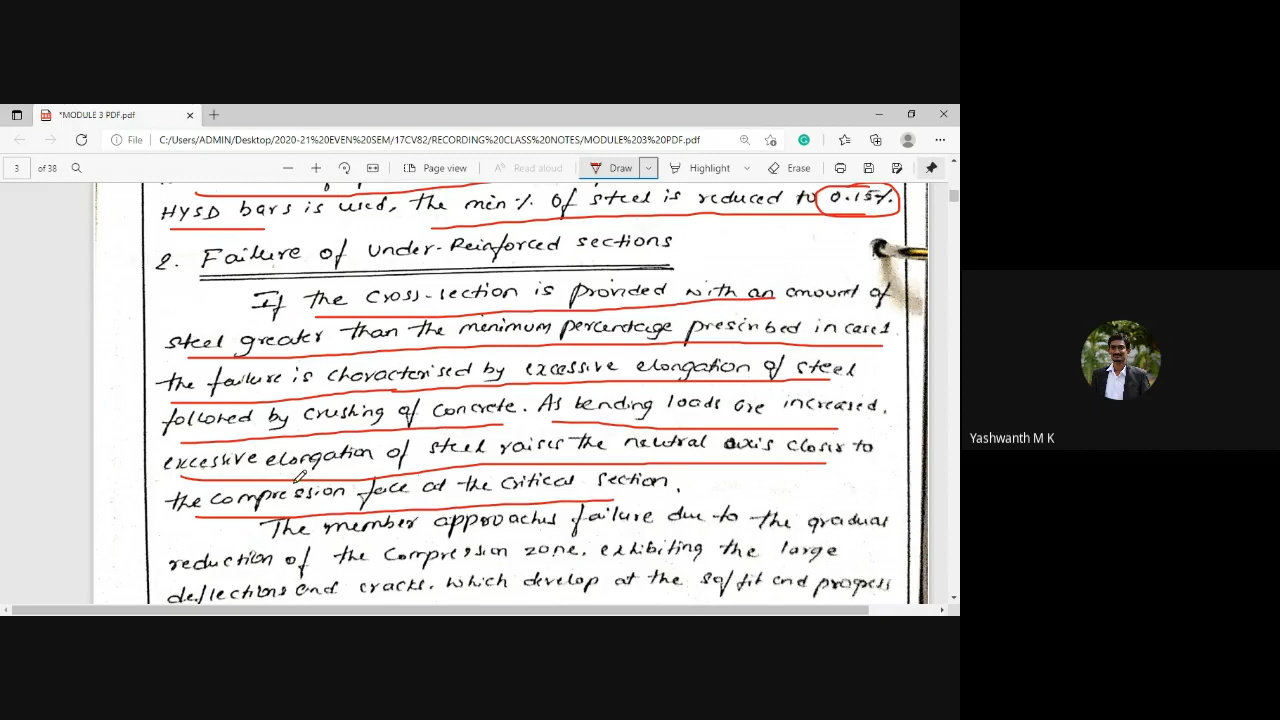 *MODULE 3 PDF.pdf
File C:/Users/ADMIN/Desktop/2020-21%20EVEN%20SEM/17CV82/RECORDING%20CLASS%20NOTES/MODULE%203%20PDF.pdf
3 of 38 Page view Read aloud Draw Highlight Erase
HYSD bars is used, the min % Of steel is reduced to 0.15%.
2. Failure of under-Reinforced sections
If the cross-section is provided with an amount of
steel greater than the minimum percentage prescribed in case1
the failure is characterised by excessive elongation of steel
followed by crushing of concrete. As bending loads are increased,
excessive elongation of steel raises the neutral axis closer to
the compression face at the critical section.
The member approaches failure due to the gradual
reduction of the compression zone, exhibiting the large
deflections and cracks, which develop at the soffit and progress
Yashwanth M K